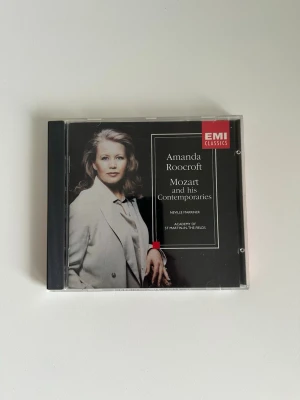 EMI
CLASSICS
Amanda
Roocroft
Mozart
and his
Contemporaries
NEVILLE MARRINER
ACADEMY OF
ST MARTIN-IN-THE-FIELDS